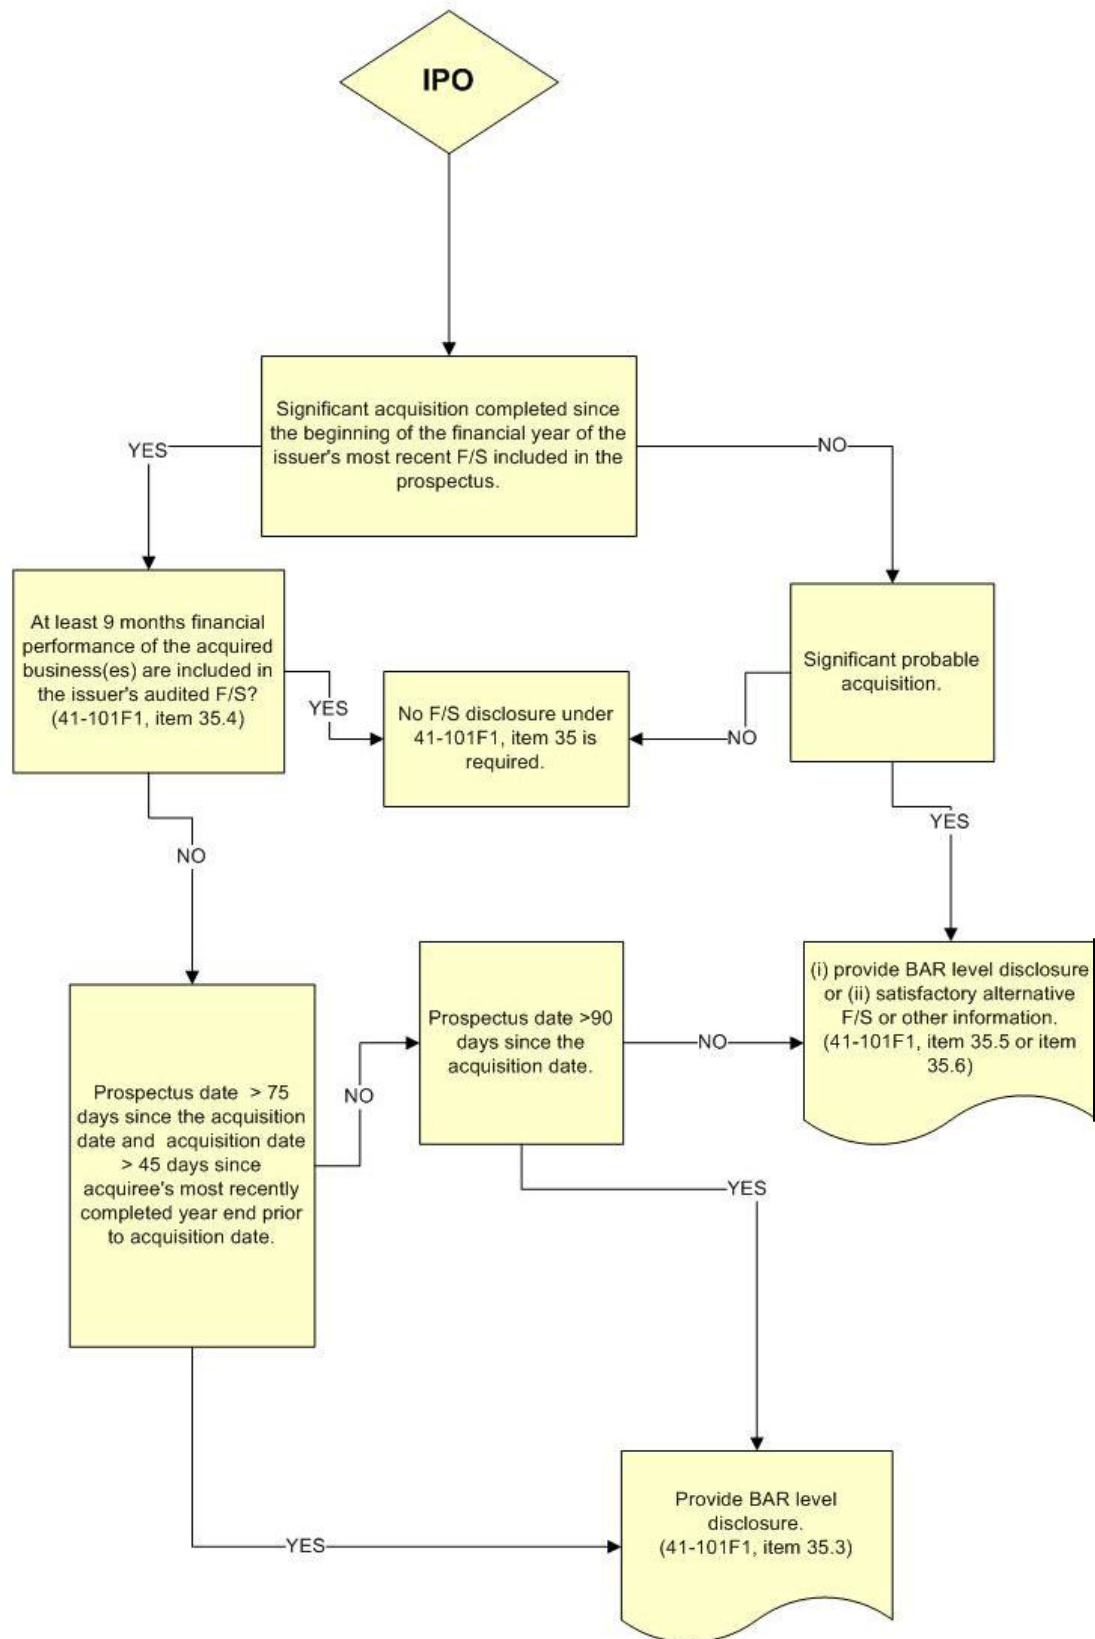 IPO
Significant acquisition completed since
the beginning of the financial year of the
issuer's most recent F/S included in the
prospectus.
YES
NO
At least 9 months financial
performance of the acquired
business(es) are included in
the issuer's audited F/S?
(41-101F1, item 35.4)
Significant probable
acquisition.
YES
No F/S disclosure under
41-101F1, item 35 is
required.
NO
YES
NO
(i) provide BAR level disclosure
or (ii) satisfactory alternative
F/S or other information.
(41-101F1, item 35.5 or item
35.6)
Prospectus date >90
days since the
acquisition date.
NO
Prospectus date  > 75
days since the acquisition
date and  acquisition date
> 45 days since
acquiree's most recently
completed year end prior
to acquisition date.
NO
YES
Provide BAR level
disclosure.
(41-101F1, item 35.3)
YES